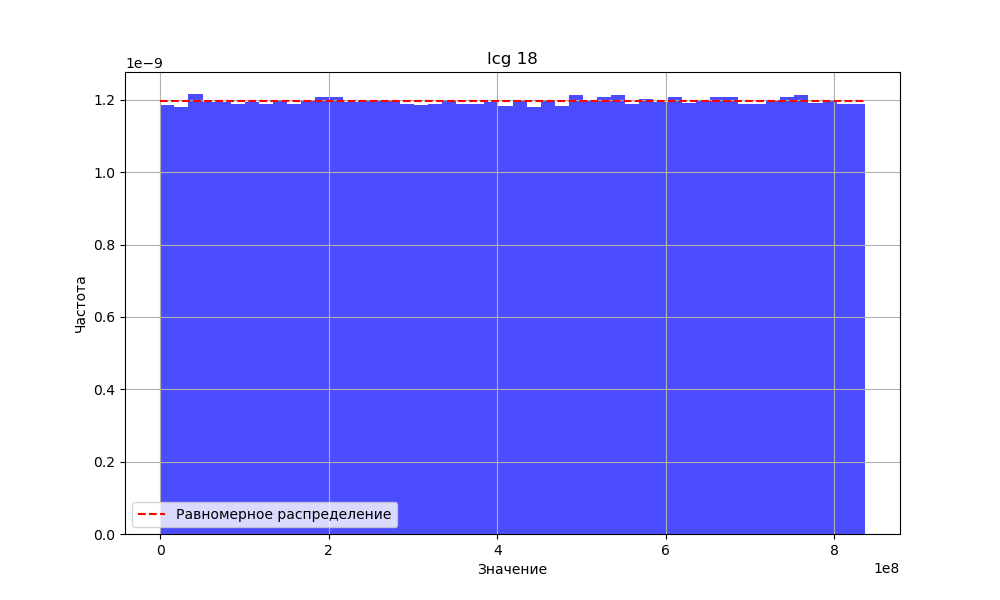 lcg 18
1e−9
1.2
1.0
0.8
0.6
0.4
0.2
0.0
Частота
Равномерное распределение
0 2 4 6 8
1e8
Значение